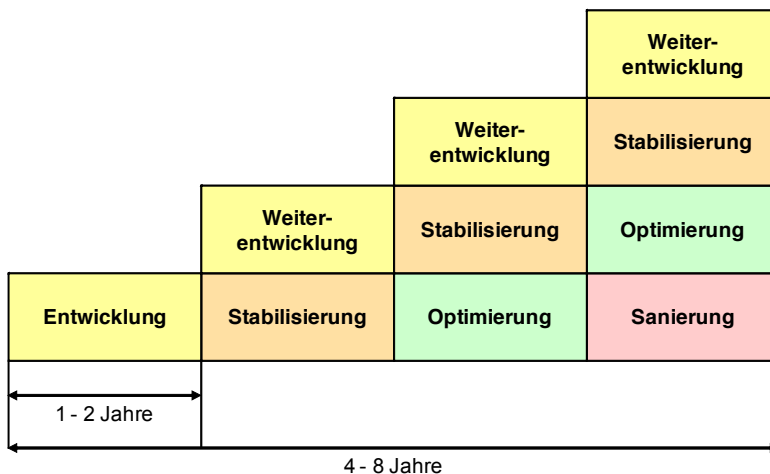 Weiter-
entwicklung
Weiter-
entwicklung
Stabilisierung
Weiter-
entwicklung
Stabilisierung
Optimierung
Entwicklung
Stabilisierung
Optimierung
Sanierung
1 - 2 Jahre
4 - 8 Jahre